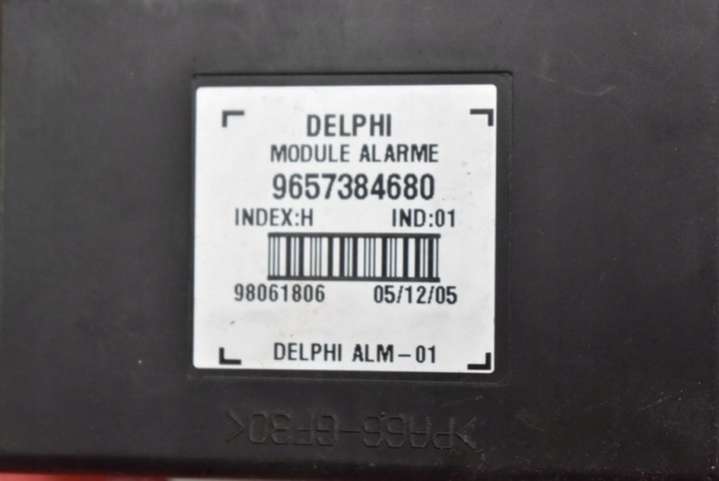 DELPHI
MODULE ALARME
9657384680
INDEX:H IND:01
98061806 05/12/05
DELPHI ALM-01
>PA66-GF30<